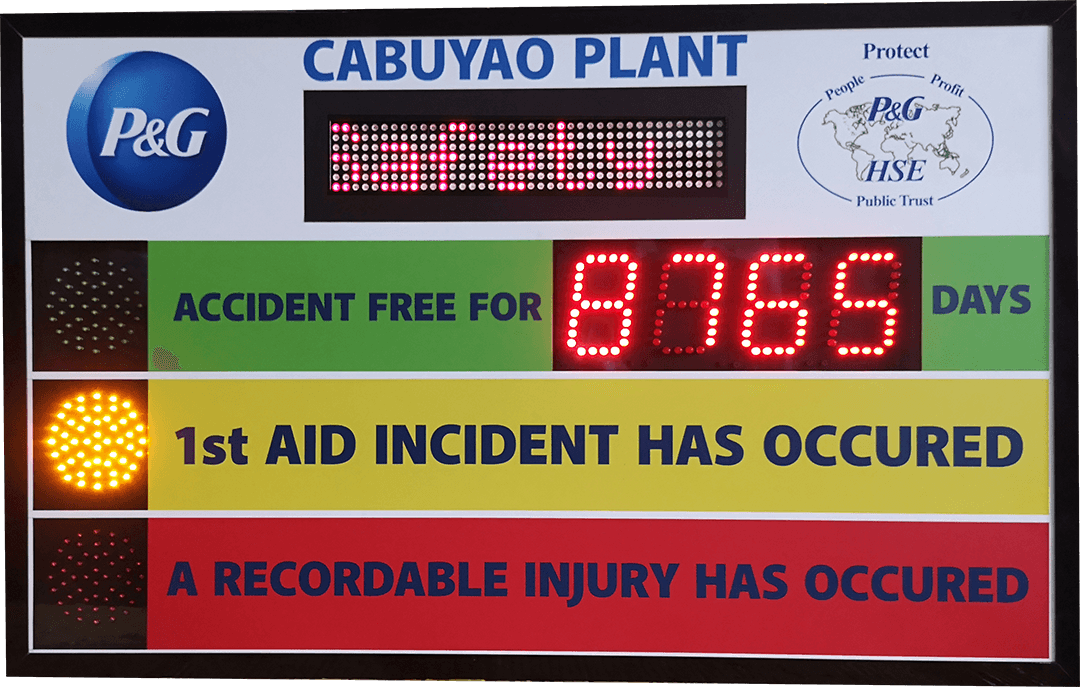 P&G
CABUYAO PLANT
Safety
Protect
People Profit
P&G
HSE
Public Trust
ACCIDENT FREE FOR 8765 DAYS
1st AID INCIDENT HAS OCCURED
A RECORDABLE INJURY HAS OCCURED